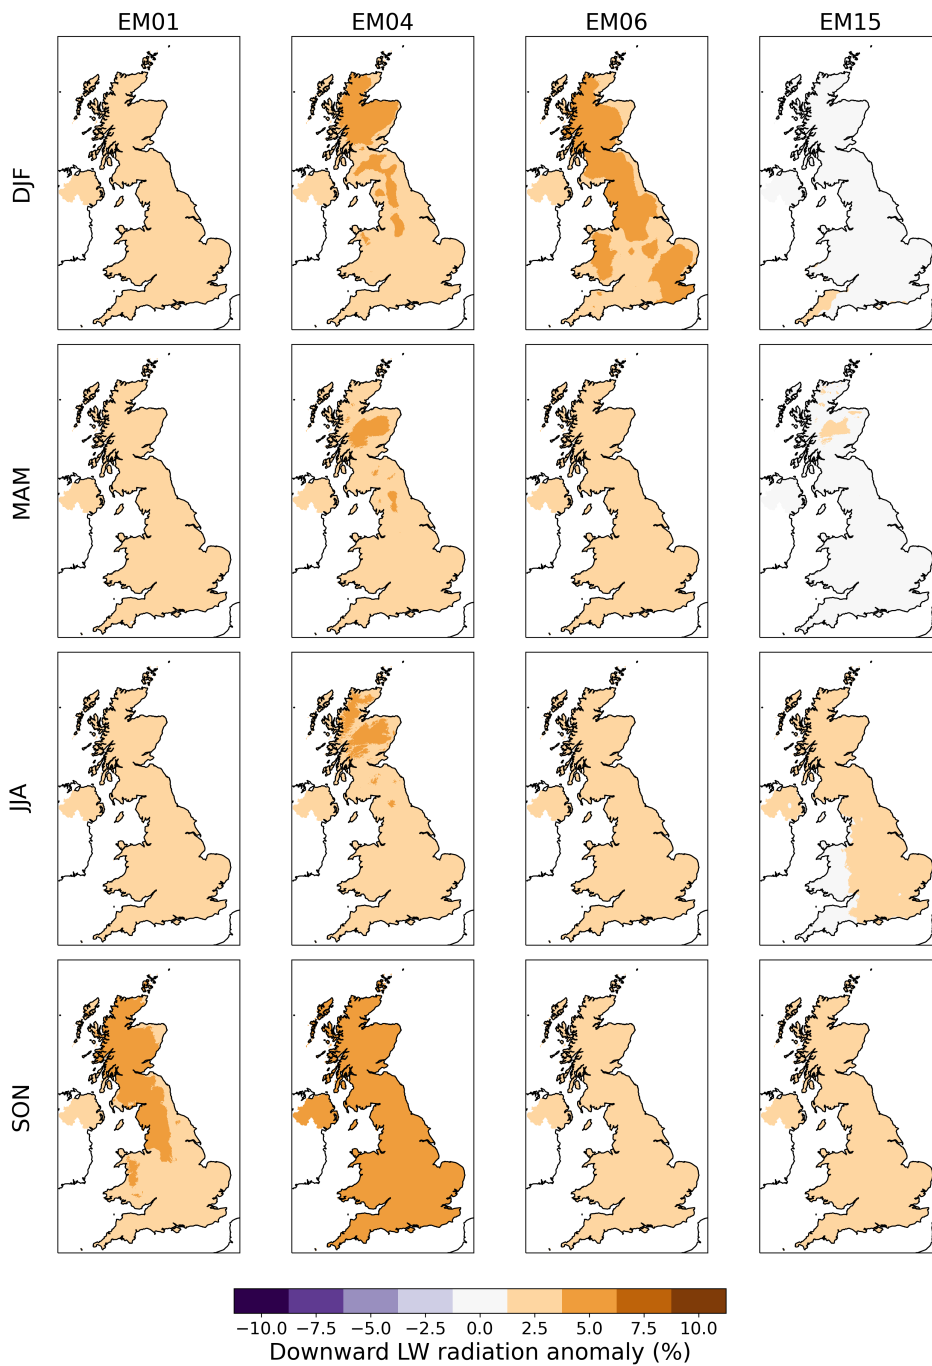 EM01 EM04 EM06 EM15
DJF
MAM
JJA
SON
−10.0 −7.5 −5.0 −2.5 0.0 2.5 5.0 7.5 10.0
Downward LW radiation anomaly (%)